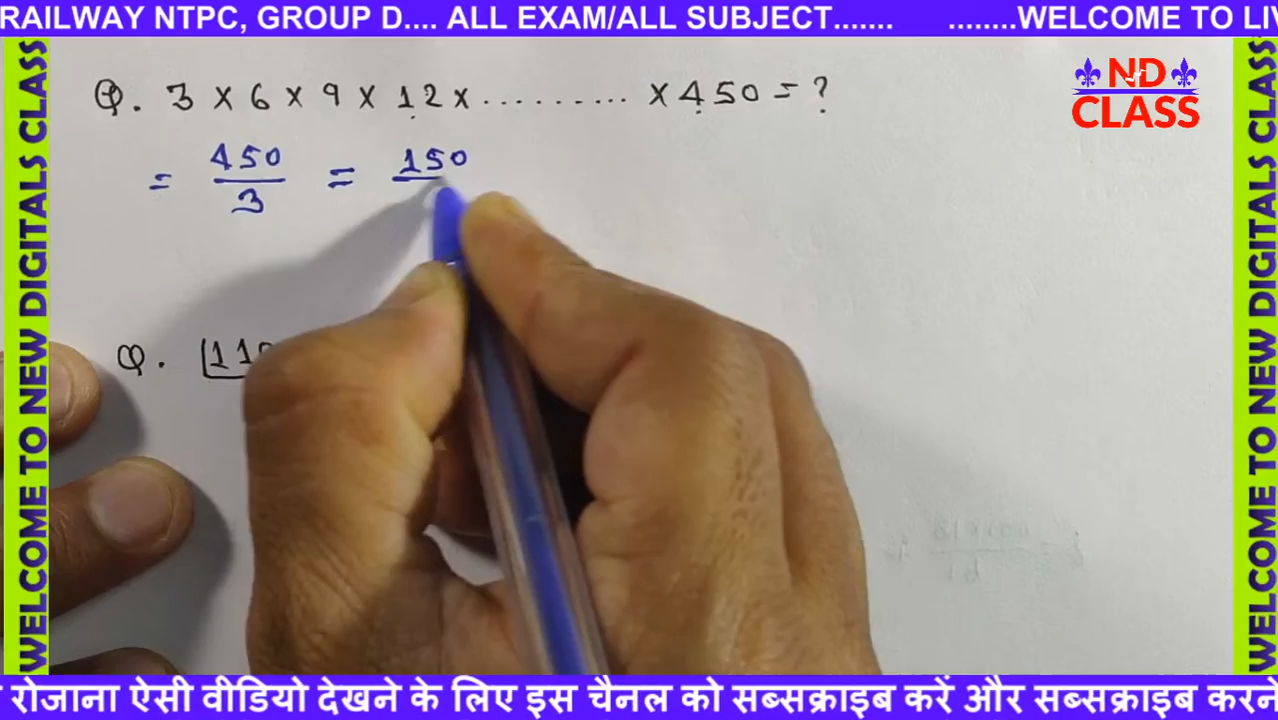 RAILWAY NTPC, GROUP D.... ALL EXAM/ALL SUBJECT....... ........WELCOME TO LI
WELCOME TO NEW DIGITALS CLASS
ND
CLASS
WELCOME TO NEW DIGITALS CLASS
Q. 3 × 6 × 9 × 12 × .......... × 450 = ?
= 450/3 = 150
Q.
रोजाना ऐसी वीडियो देखने के लिए इस चैनल को सब्सक्राइब करें और सब्सक्राइब करने